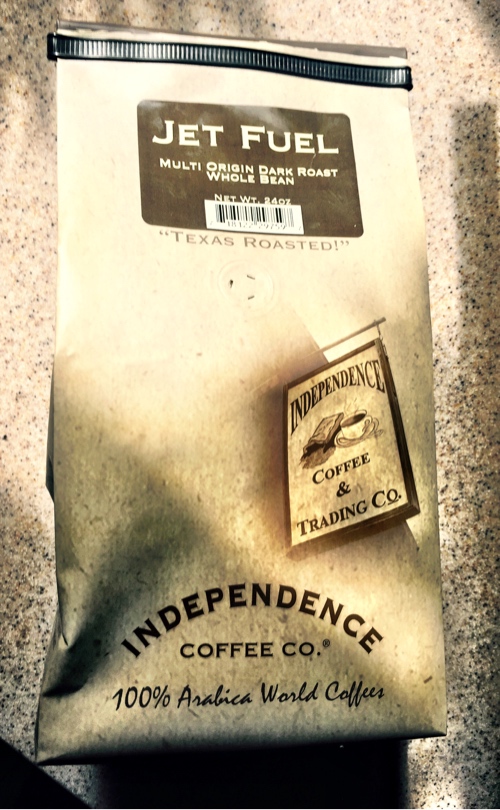 JET FUEL
MULTI ORIGIN DARK ROAST
WHOLE BEAN
NET WT. 24OZ
"TEXAS ROASTED!"
INDEPENDENCE
COFFEE
&
TRADING CO.
INDEPENDENCE
COFFEE CO.®
100% Arabica World Coffees